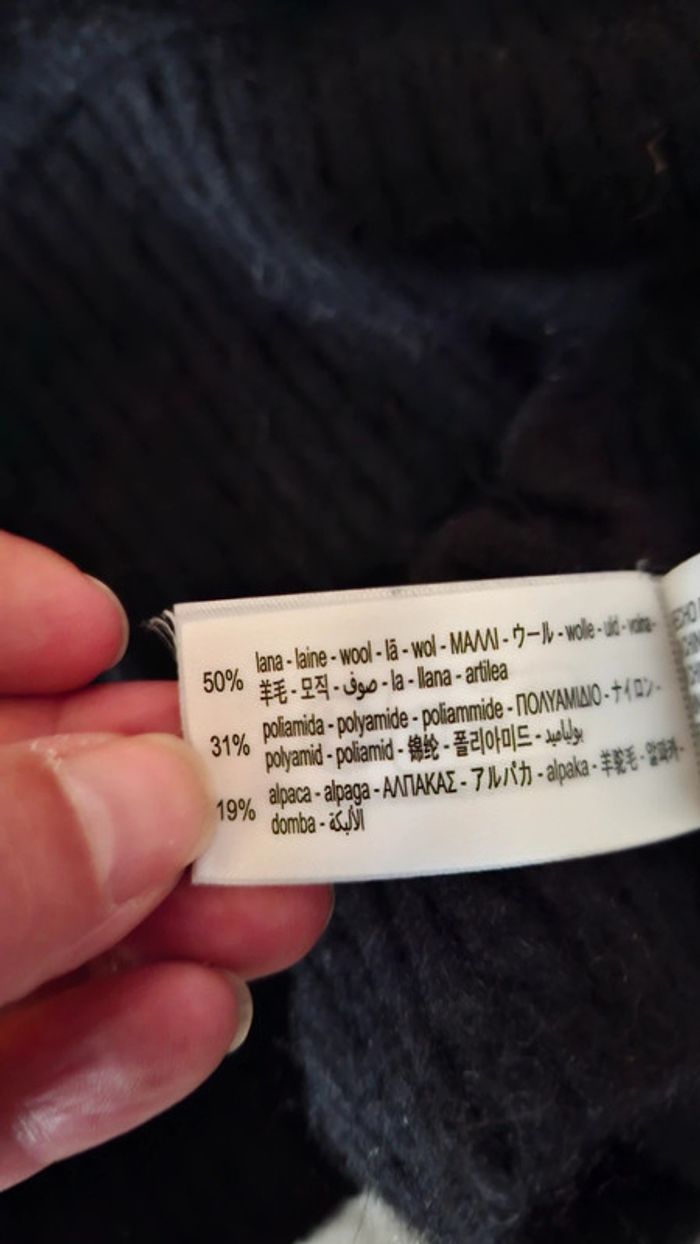 50% lana - laine - wool - lã - wol - ΜΑΛΛΙ - ウール - wolle - uld - volna -
羊毛 - 모직 - صوف - la - llana - artilea
31% poliamida - polyamide - poliammide - ΠΟΛΥΑΜΙΔΙΟ - ナイロン -
polyamid - poliamid - 锦纶 - 폴리아미드 - بولياميد
19% alpaca - alpaga - ΑΛΠΑΚΑΣ - アルパカ - alpaka - 羊驼毛 - 알파카 -
domba - الألبكة